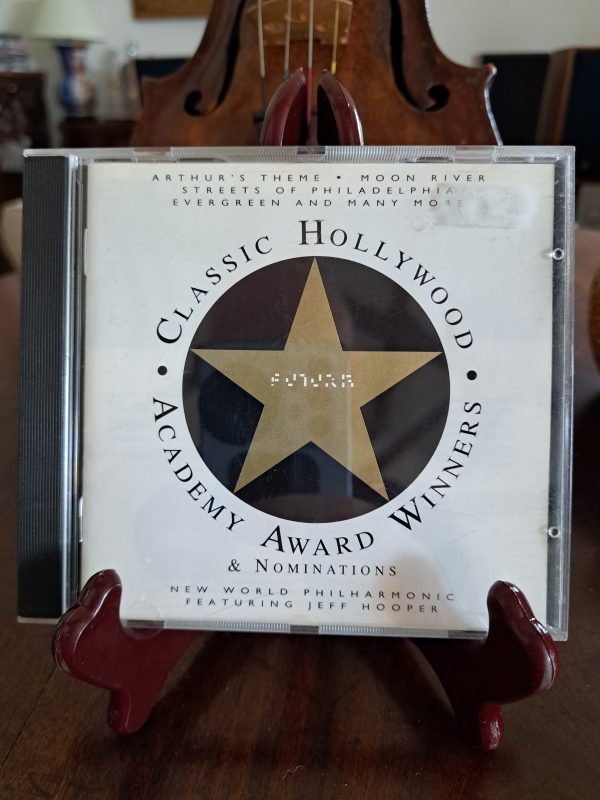 ARTHUR'S THEME • MOON RIVER
STREETS OF PHILADELPHIA
EVERGREEN AND MANY MORE
CLASSIC HOLLYWOOD
• ACADEMY AWARD WINNERS •
& NOMINATIONS
NEW WORLD PHILHARMONIC
FEATURING JEFF HOOPER